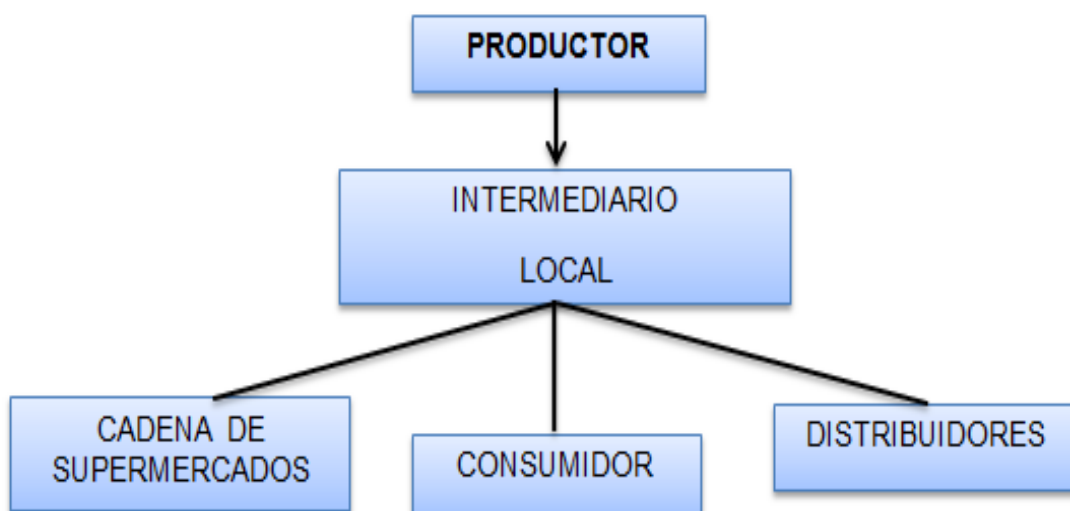 PRODUCTOR
INTERMEDIARIO
LOCAL
CADENA DE
SUPERMERCADOS
CONSUMIDOR
DISTRIBUIDORES